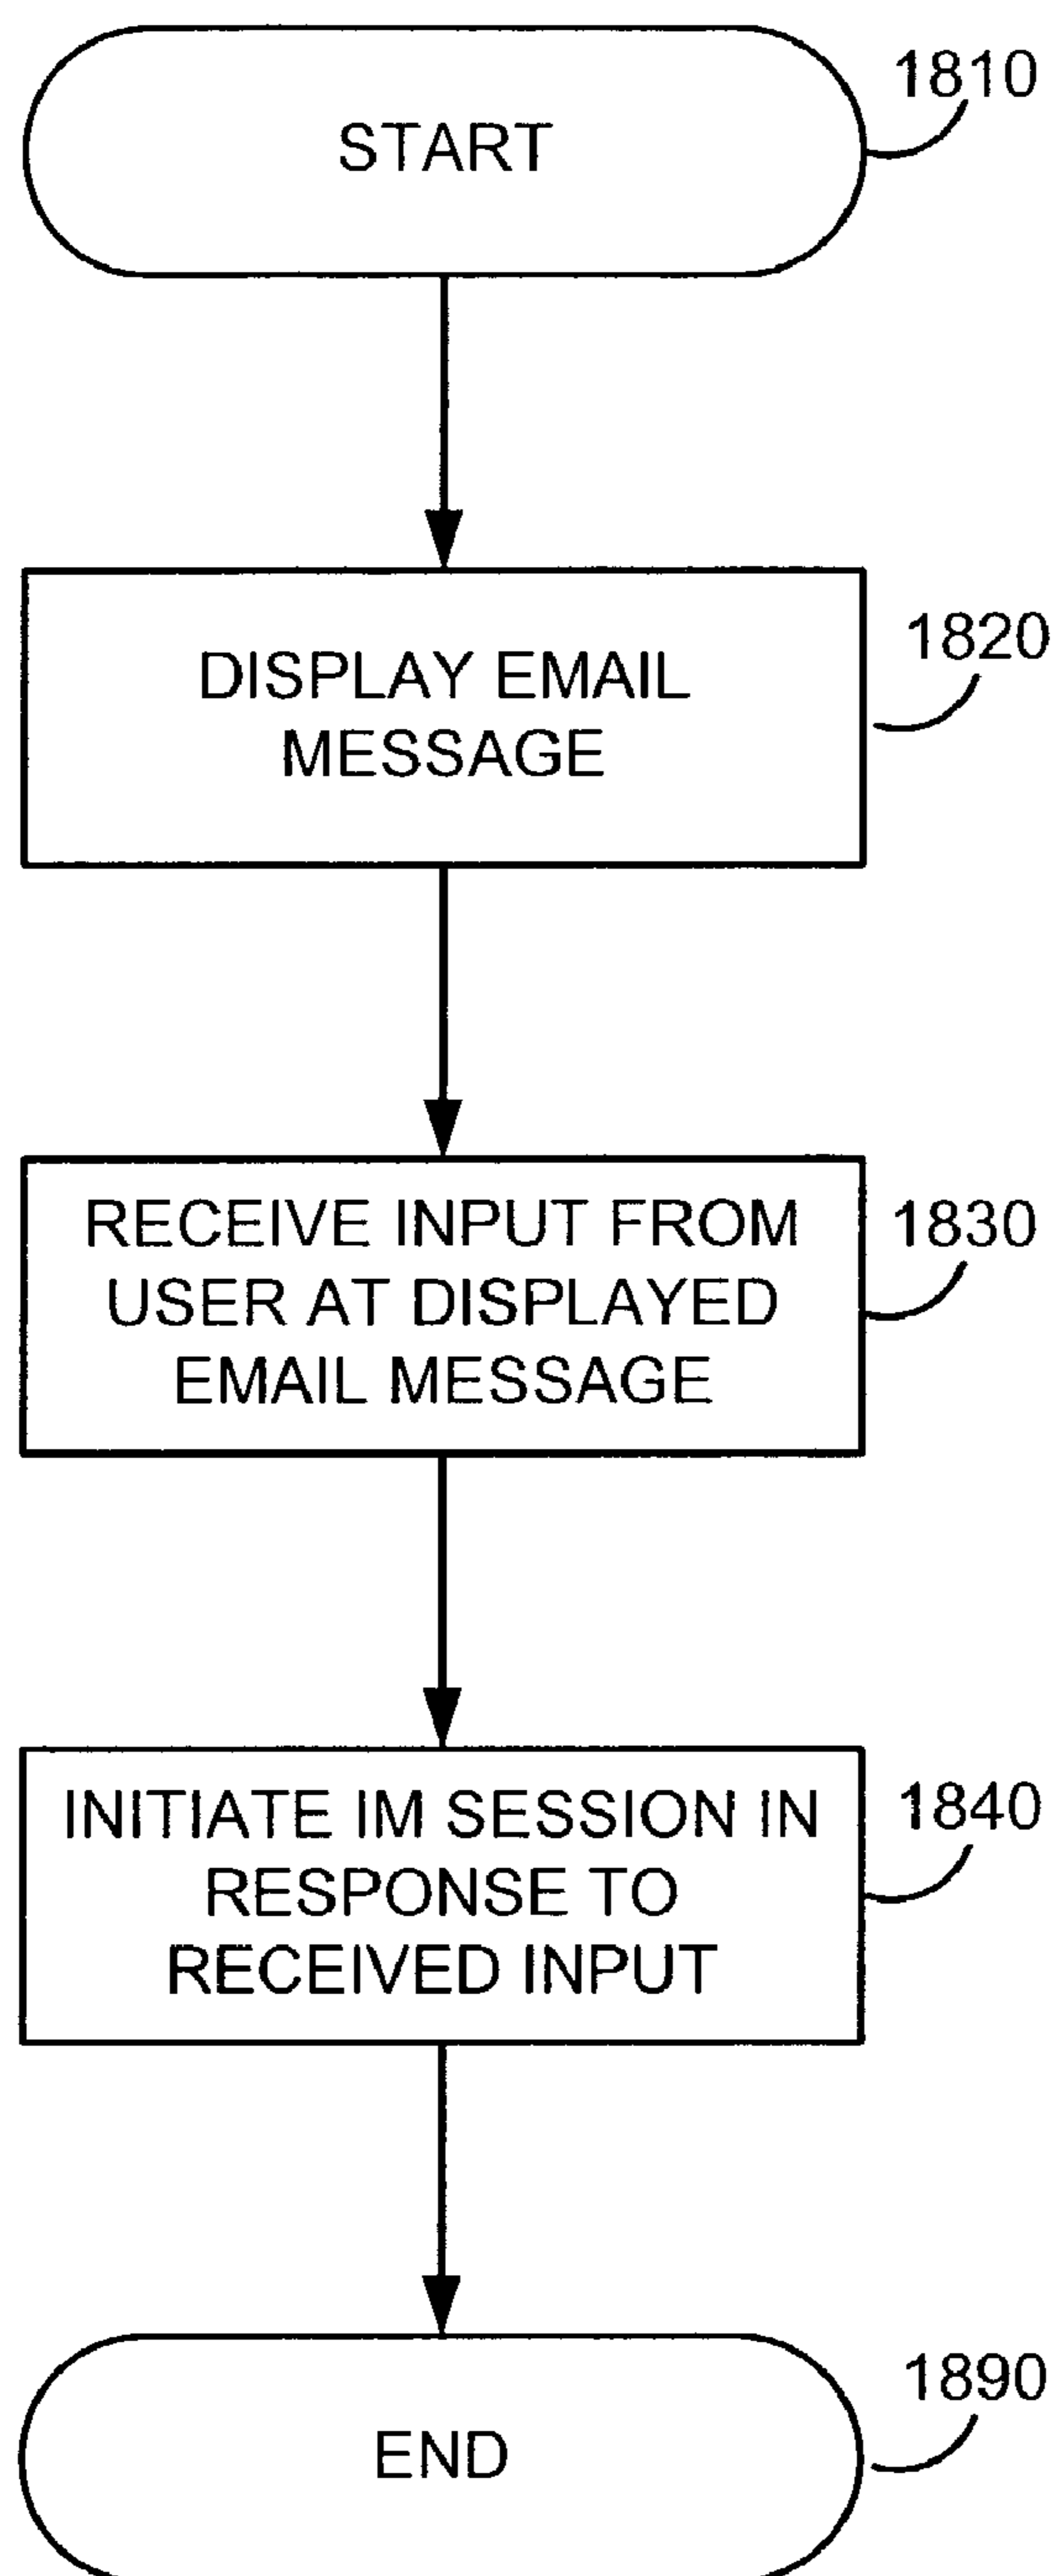 START
1810
DISPLAY EMAIL
MESSAGE
1820
RECEIVE INPUT FROM
USER AT DISPLAYED
EMAIL MESSAGE
1830
INITIATE IM SESSION IN
RESPONSE TO
RECEIVED INPUT
1840
END
1890